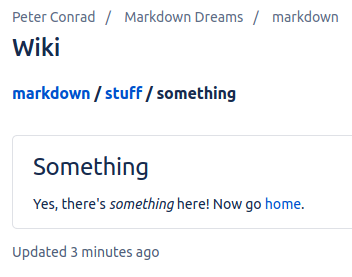 Peter Conrad / Markdown Dreams / markdown
Wiki
markdown / stuff / something
Something
Yes, there's something here! Now go home.
Updated 3 minutes ago